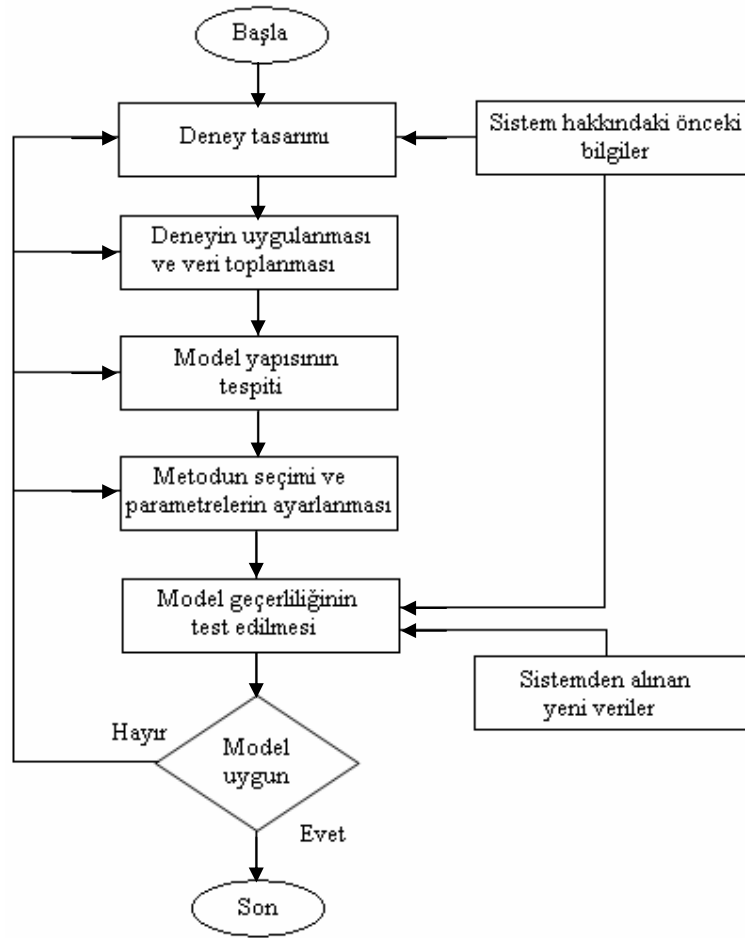 Başla
Deney tasarımı
Sistem hakkındaki önceki
bilgiler
Deneyin uygulanması
ve veri toplanması
Model yapısının
tespiti
Metodun seçimi ve
parametrelerin ayarlanması
Model geçerliliğinin
test edilmesi
Sistemden alınan
yeni veriler
Hayır
Model
uygun
Evet
Son